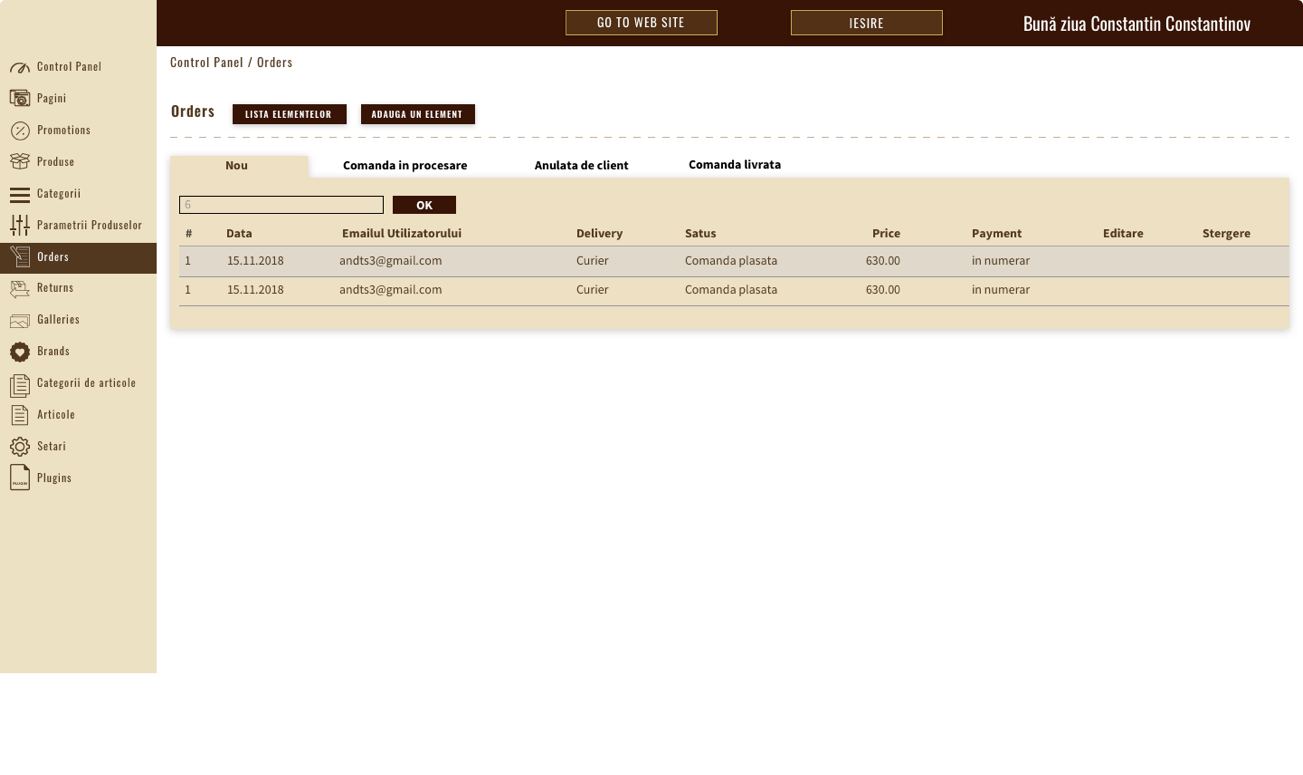 GO TO WEB SITE
IESIRE
Bună ziua Constantin Constantinov
Control Panel
Pagini
Promotions
Produse
Categorii
Parametrii Produselor
Orders
Returns
Galleries
Brands
Categorii de articole
Articole
Setari
PLUGIN
Plugins
Control Panel / Orders
Orders
LISTA ELEMENTELOR
ADAUGA UN ELEMENT
Nou
Comanda in procesare
Anulata de client
Comanda livrata
6
OK
# Data Emailul Utilizatorului Delivery Satus Price Payment Editare Stergere
1 15.11.2018 andts3@gmail.com Curier Comanda plasata 630.00 in numerar
1 15.11.2018 andts3@gmail.com Curier Comanda plasata 630.00 in numerar